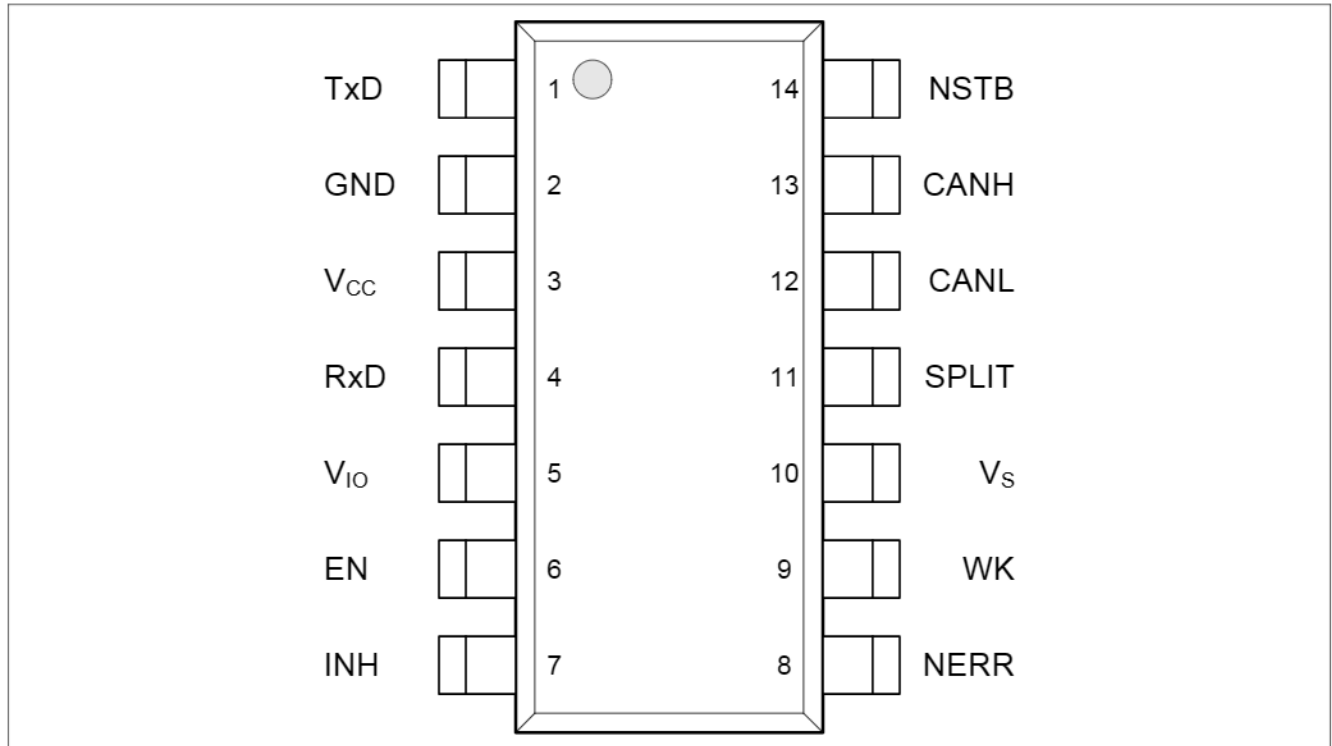 TxD 1 14 NSTB
GND 2 13 CANH
VCC 3 12 CANL
RxD 4 11 SPLIT
VIO 5 10 VS
EN 6 9 WK
INH 7 8 NERR